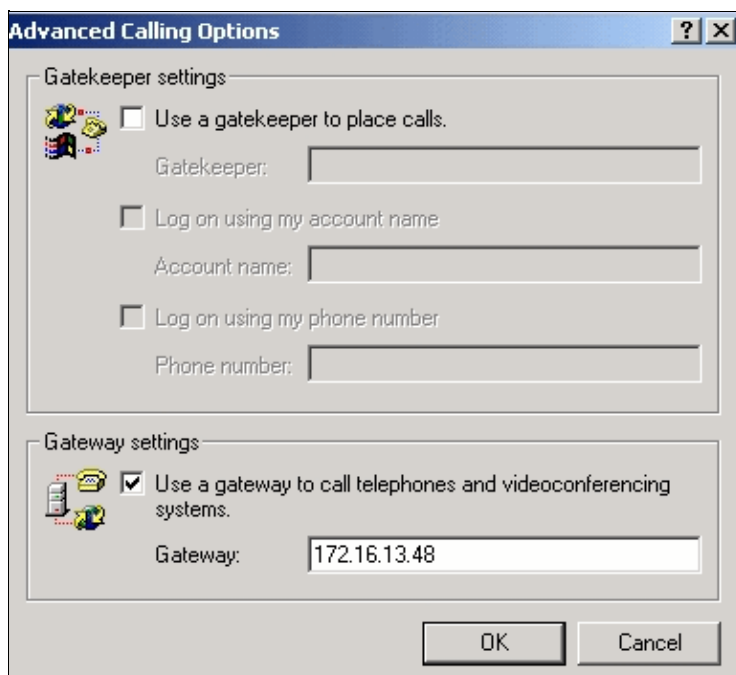 Advanced Calling Options
Gatekeeper settings
Use a gatekeeper to place calls.
Gatekeeper:
Log on using my account name
Account name:
Log on using my phone number
Phone number:
Gateway settings
Use a gateway to call telephones and videoconferencing
systems.
Gateway: 172.16.13.48
OK Cancel